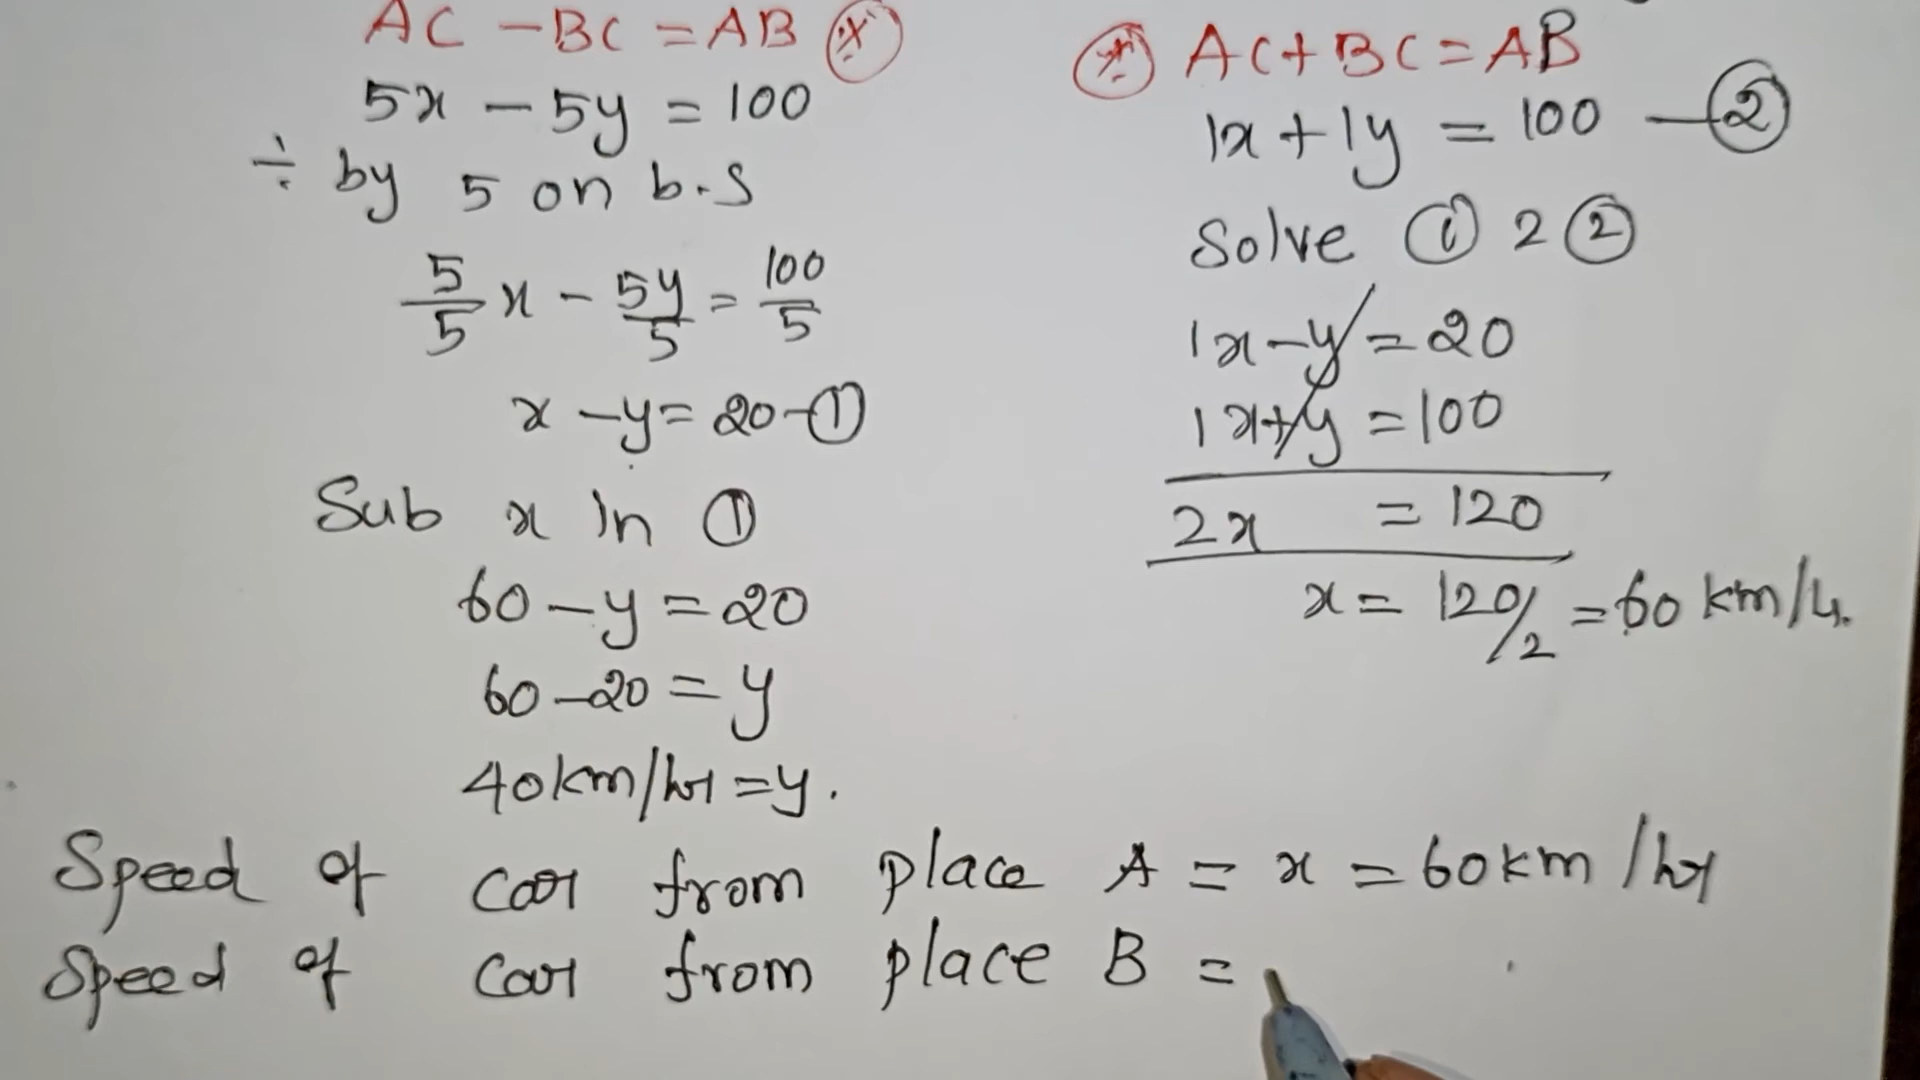 AC - BC = AB *
5x - 5y = 100
÷ by 5 on b.s
5/5 x - 5y/5 = 100/5
x - y = 20 - ①
Sub x in ①
60 - y = 20
60 - 20 = y
40km/hr = y.
* AC + BC = AB
1x + 1y = 100 — ②
Solve ① 2 ②
1x - y = 20
1x + y = 100
2x = 120
x = 120/2 = 60 km/h.
Speed of car from place A = x = 60km/hr
Speed of car from place B =